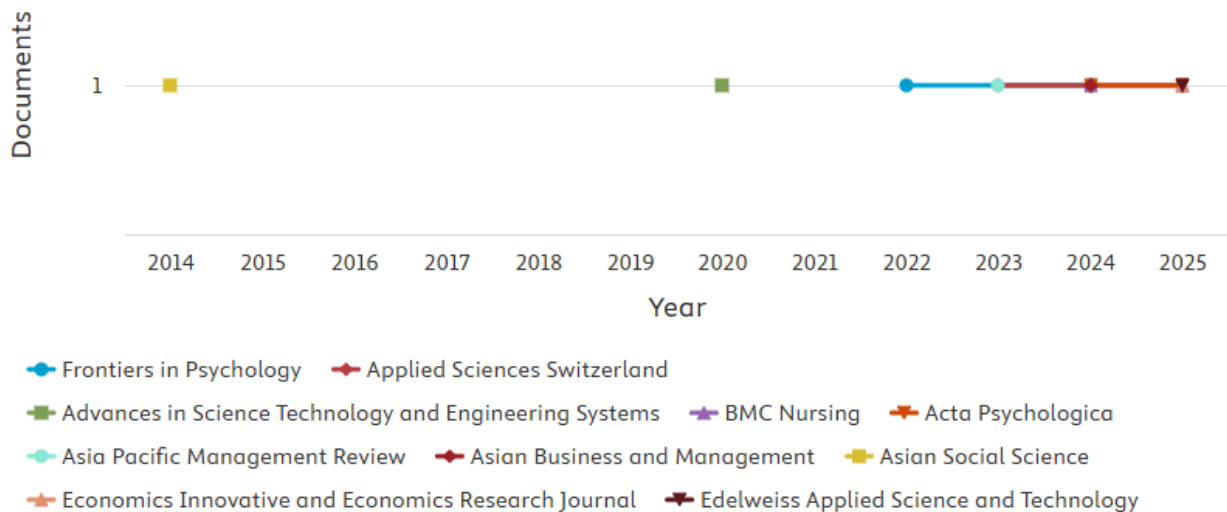 Documents
1
2014 2015 2016 2017 2018 2019 2020 2021 2022 2023 2024 2025
Year
Frontiers in Psychology Applied Sciences Switzerland
Advances in Science Technology and Engineering Systems BMC Nursing Acta Psychologica
Asia Pacific Management Review Asian Business and Management Asian Social Science
Economics Innovative and Economics Research Journal Edelweiss Applied Science and Technology